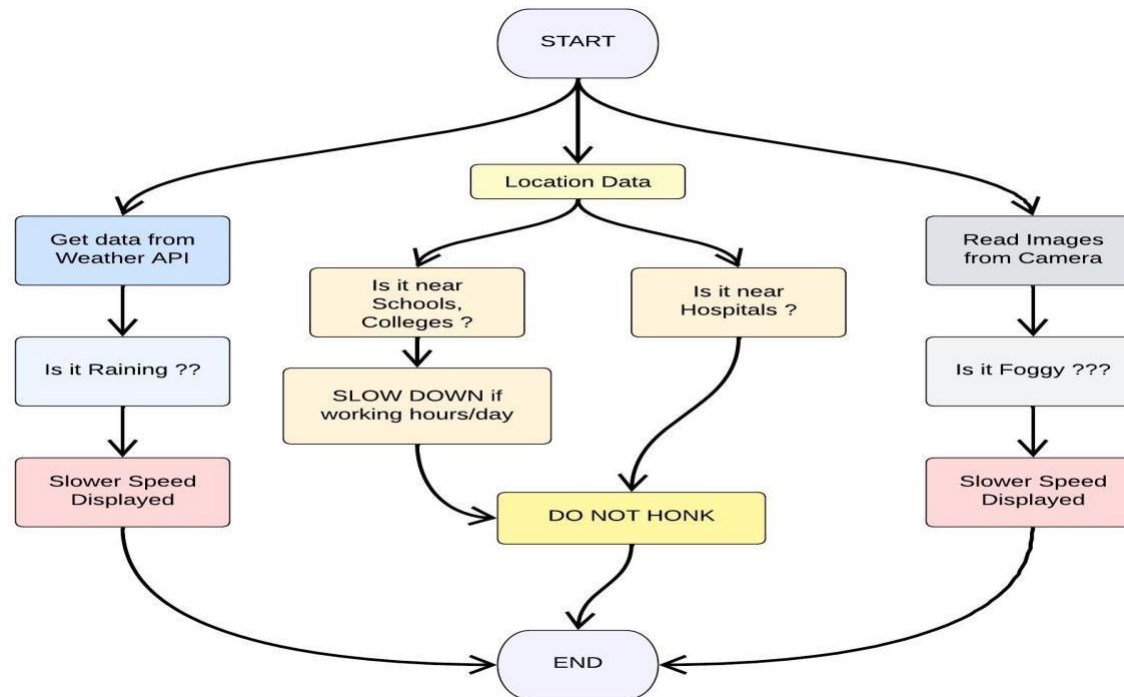 START
Location Data
Get data from
Weather API
Read Images
from Camera
Is it near
Schools,
Colleges ?
Is it near
Hospitals ?
Is it Raining ??
Is it Foggy ???
SLOW DOWN if
working hours/day
Slower Speed
Displayed
Slower Speed
Displayed
DO NOT HONK
END